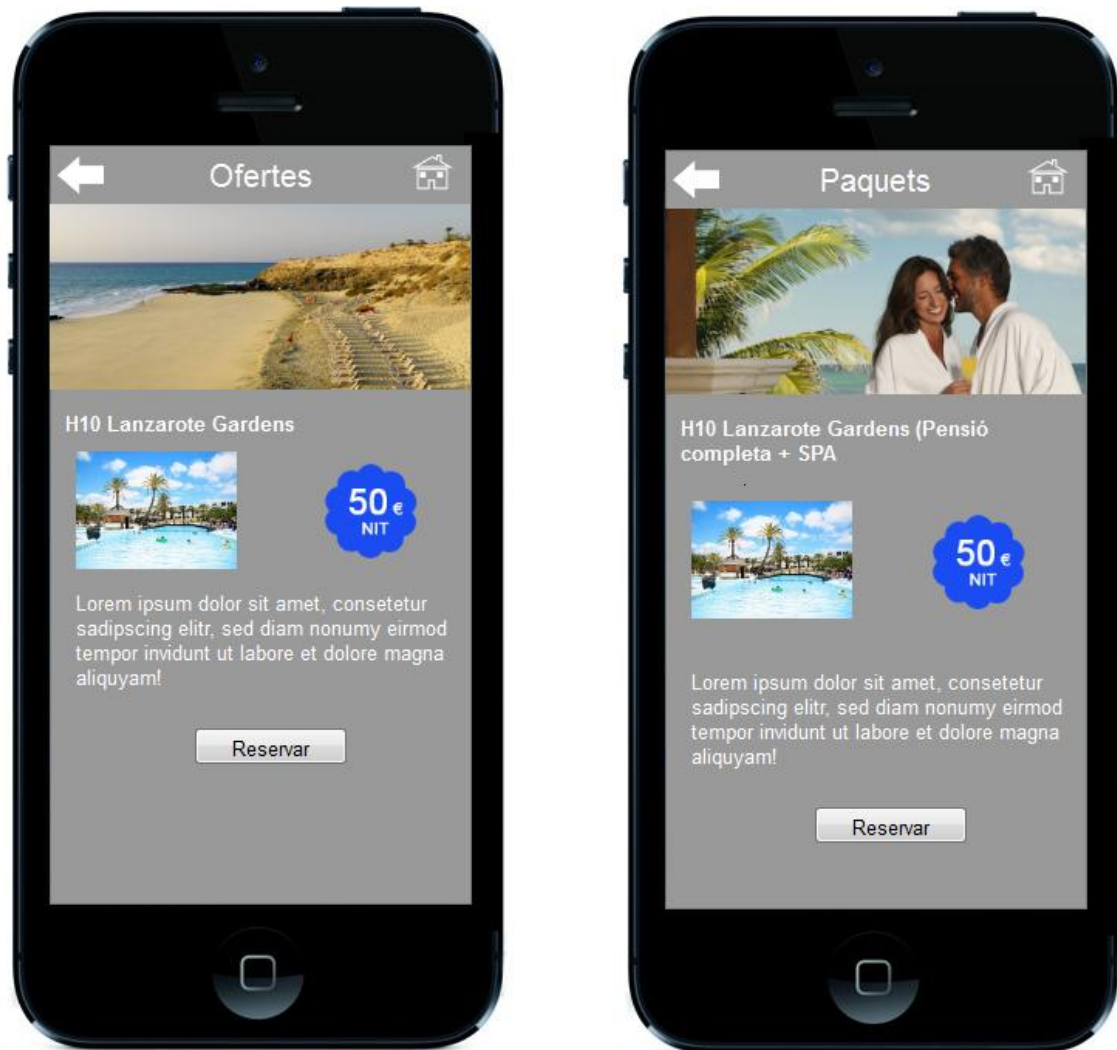 Ofertes
H10 Lanzarote Gardens
50 €
NIT
Lorem ipsum dolor sit amet, consetetur
sadipscing elitr, sed diam nonumy eirmod
tempor invidunt ut labore et dolore magna
aliquyam!
Reservar
Paquets
H10 Lanzarote Gardens (Pensió
completa + SPA
.
50 €
NIT
Lorem ipsum dolor sit amet, consetetur
sadipscing elitr, sed diam nonumy eirmod
tempor invidunt ut labore et dolore magna
aliquyam!
Reservar